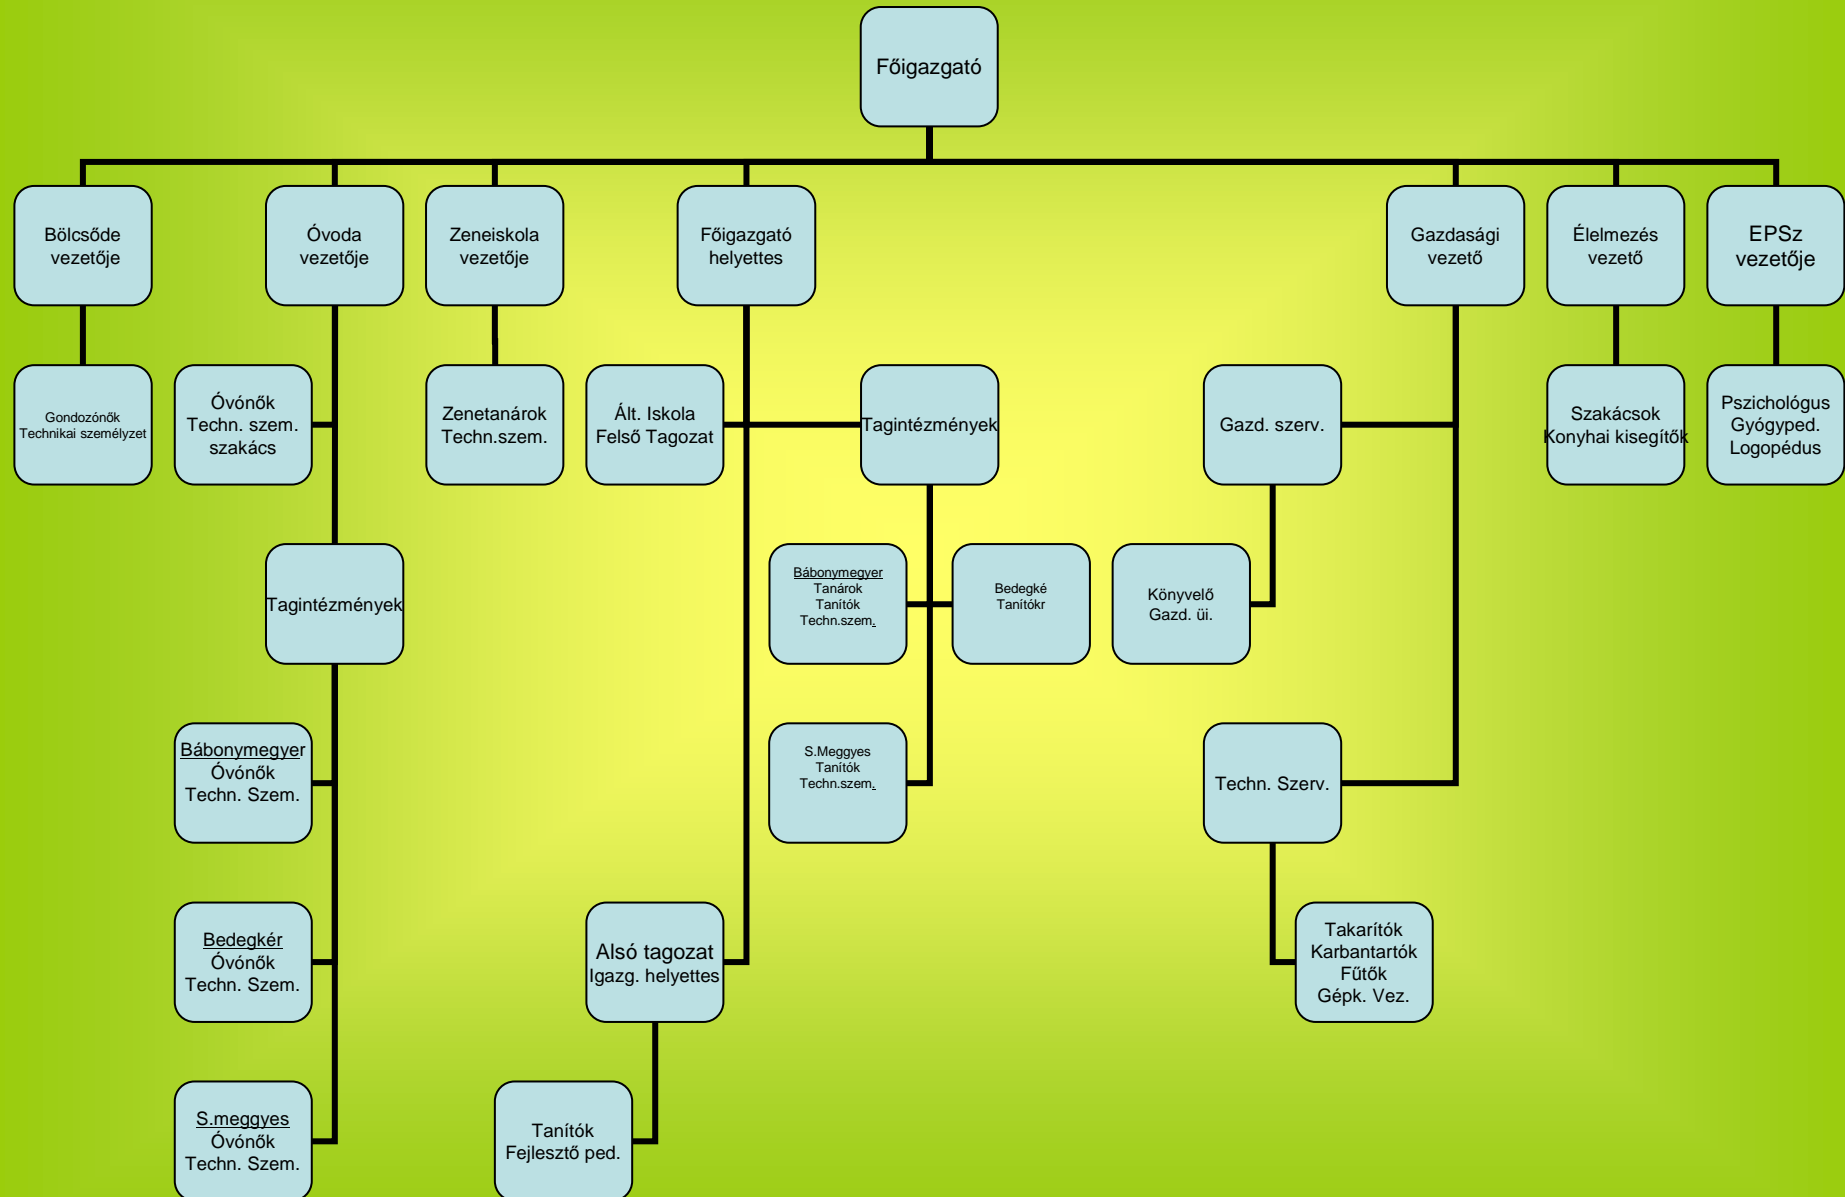 Főigazgató
Bölcsőde
vezetője
Óvoda
vezetője
Zeneiskola
vezetője
Főigazgató
helyettes
Gazdasági
vezető
Élelmezés
vezető
EPSz
vezetője
Gondozónők
Technikai személyzet
Óvónők
Techn. szem.
szakács
Zenetanárok
Techn.szem.
Ált. Iskola
Felső Tagozat
Tagintézmények
Gazd. szerv.
Szakácsok
Konyhai kisegítők
Pszichológus
Gyógyped.
Logopédus
Tagintézmények
Bábonymegyer
Tanárok
Tanítók
Techn.szem.
Bedegké
Tanítókr
Könyvelő
Gazd. üi.
Bábonymegyer
Óvónők
Techn. Szem.
S.Meggyes
Tanítók
Techn.szem.
Techn. Szerv.
Bedegkér
Óvónők
Techn. Szem.
Alsó tagozat
Igazg. helyettes
Takarítók
Karbantartók
Fűtők
Gépk. Vez.
S.meggyes
Óvónők
Techn. Szem.
Tanítók
Fejlesztő ped.